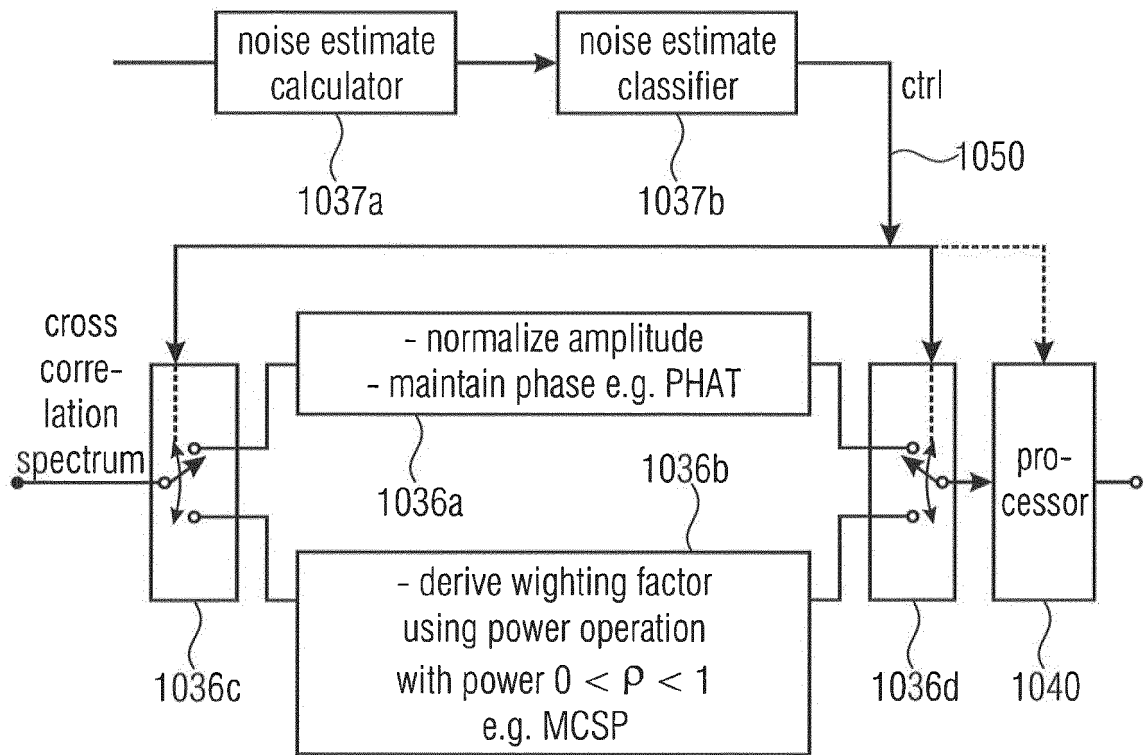 noise estimate
calculator
noise estimate
classifier
ctrl
1050
1037a
1037b
cross
corre-
lation
spectrum
- normalize amplitude
- maintain phase e.g. PHAT
1036a
1036b
pro-
cessor
- derive wighting factor
using power operation
with power 0 < ρ < 1
e.g. MCSP
1036c
1036d
1040